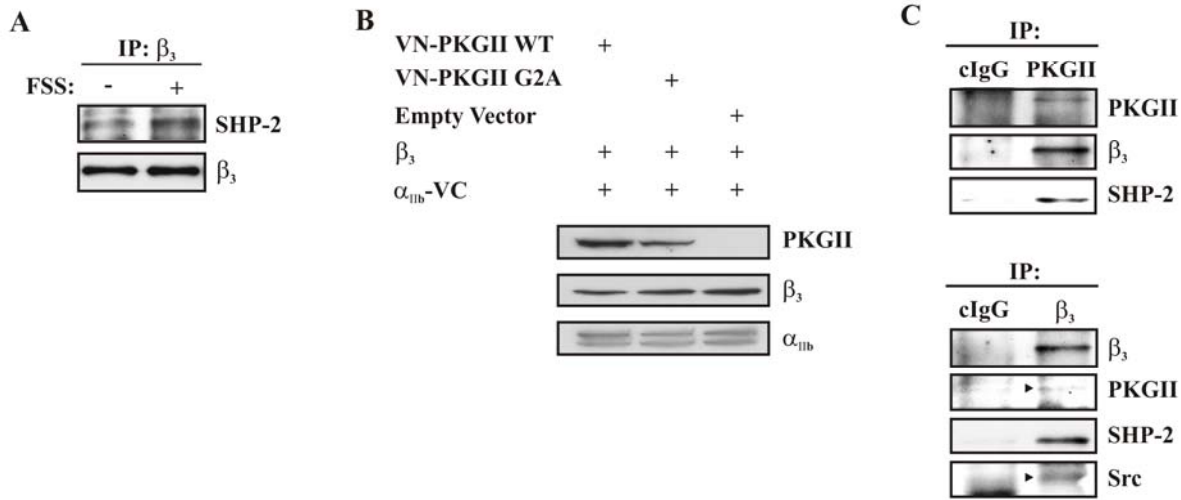 A
IP: β₃
FSS: - +
SHP-2
β₃
B
VN-PKGII WT +
VN-PKGII G2A +
Empty Vector +
β₃ + + +
αIIb-VC + + +
PKGII
β₃
αIIb
C
IP:
cIgG PKGII
PKGII
β₃
SHP-2
IP:
cIgG β₃
β₃
PKGII
SHP-2
Src